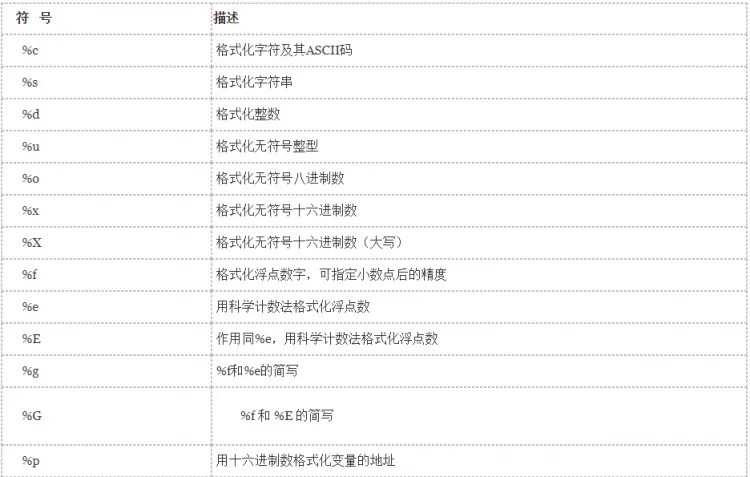 符 号 描述
%c 格式化字符及其ASCII码
%s 格式化字符串
%d 格式化整数
%u 格式化无符号整型
%o 格式化无符号八进制数
%x 格式化无符号十六进制数
%X 格式化无符号十六进制数（大写）
%f 格式化浮点数字，可指定小数点后的精度
%e 用科学计数法格式化浮点数
%E 作用同%e，用科学计数法格式化浮点数
%g %f和%e的简写
%G %f 和 %E 的简写
%p 用十六进制数格式化变量的地址